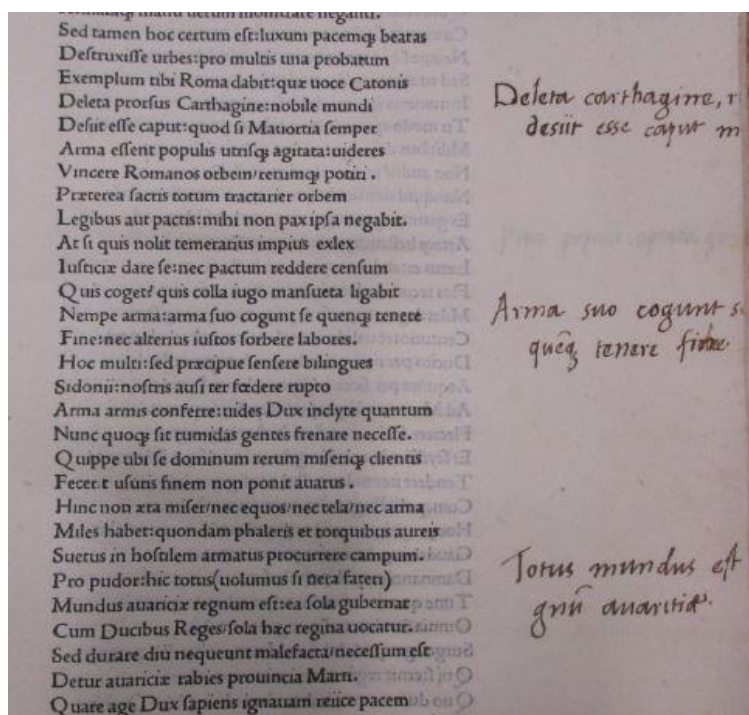 Sed tamen hoc certum eſt:luxum pacemqꝫ beatas
Deſtruxiſſe urbes:pro multis una probatum
Exemplum tibi Roma dabit:quæ uoce Catonis
Deleta prorſus Carthagine:nobile mundi
Deſiit eſſe caput:quod ſi Mauortia ſemper
Arma eſſent populis utriſqꝫ agitata:uideres
Vincere Romanos orbem/rerumqꝫ potiri .
Præterea ſacris totum tractarier orbem
Legibus aut pactis:mihi non pax ipſa negabit.
At ſi quis nolit temerarius impius exlex
Iuſticiæ dare ſe:nec pactum reddere cenſum
Quis coget? quis colla iugo manſueta ligabit
Nempe arma:arma ſuo cogunt ſe quenqꝫ tenere
Fine:nec alterius iuſtos ſorbere labores.
Hoc multi:ſed præcipue ſenſere bilingues
Sidonii:noſtris auſi ter fœdere rupto
Arma armis conferre:uides Dux inclyte quantum
Nunc quoqꝫ ſit tumidas gentes frenare neceſſe.
Quippe ubi ſe dominum rerum miſeriqꝫ clientis
Fecerit uſuris finem non ponit auarus .
Hinc non æra miſer/nec equos/nec tela/nec arma
Miles habet:quondam phaleris et torquibus aureis
Suetus in hoſtilem armatus procurrere campum.
Pro pudor:hic totus(uolumus ſi uera fateri)
Mundus auariciæ regnum eſt:ea ſola gubernat
Cum Ducibus Reges/ſola hæc regina uocatur.
Sed durare diu nequeunt malefacta/neceſſum eſt
Detur auariciæ rabies prouincia Marti.
Quare age Dux ſapiens ignauam reiice pacem
Deleta carthagine,
desiit esse caput m
Arma suo cogunt s
quēqꝫ tenere fine
Totus mundus eſt
gnū avaritiæ.